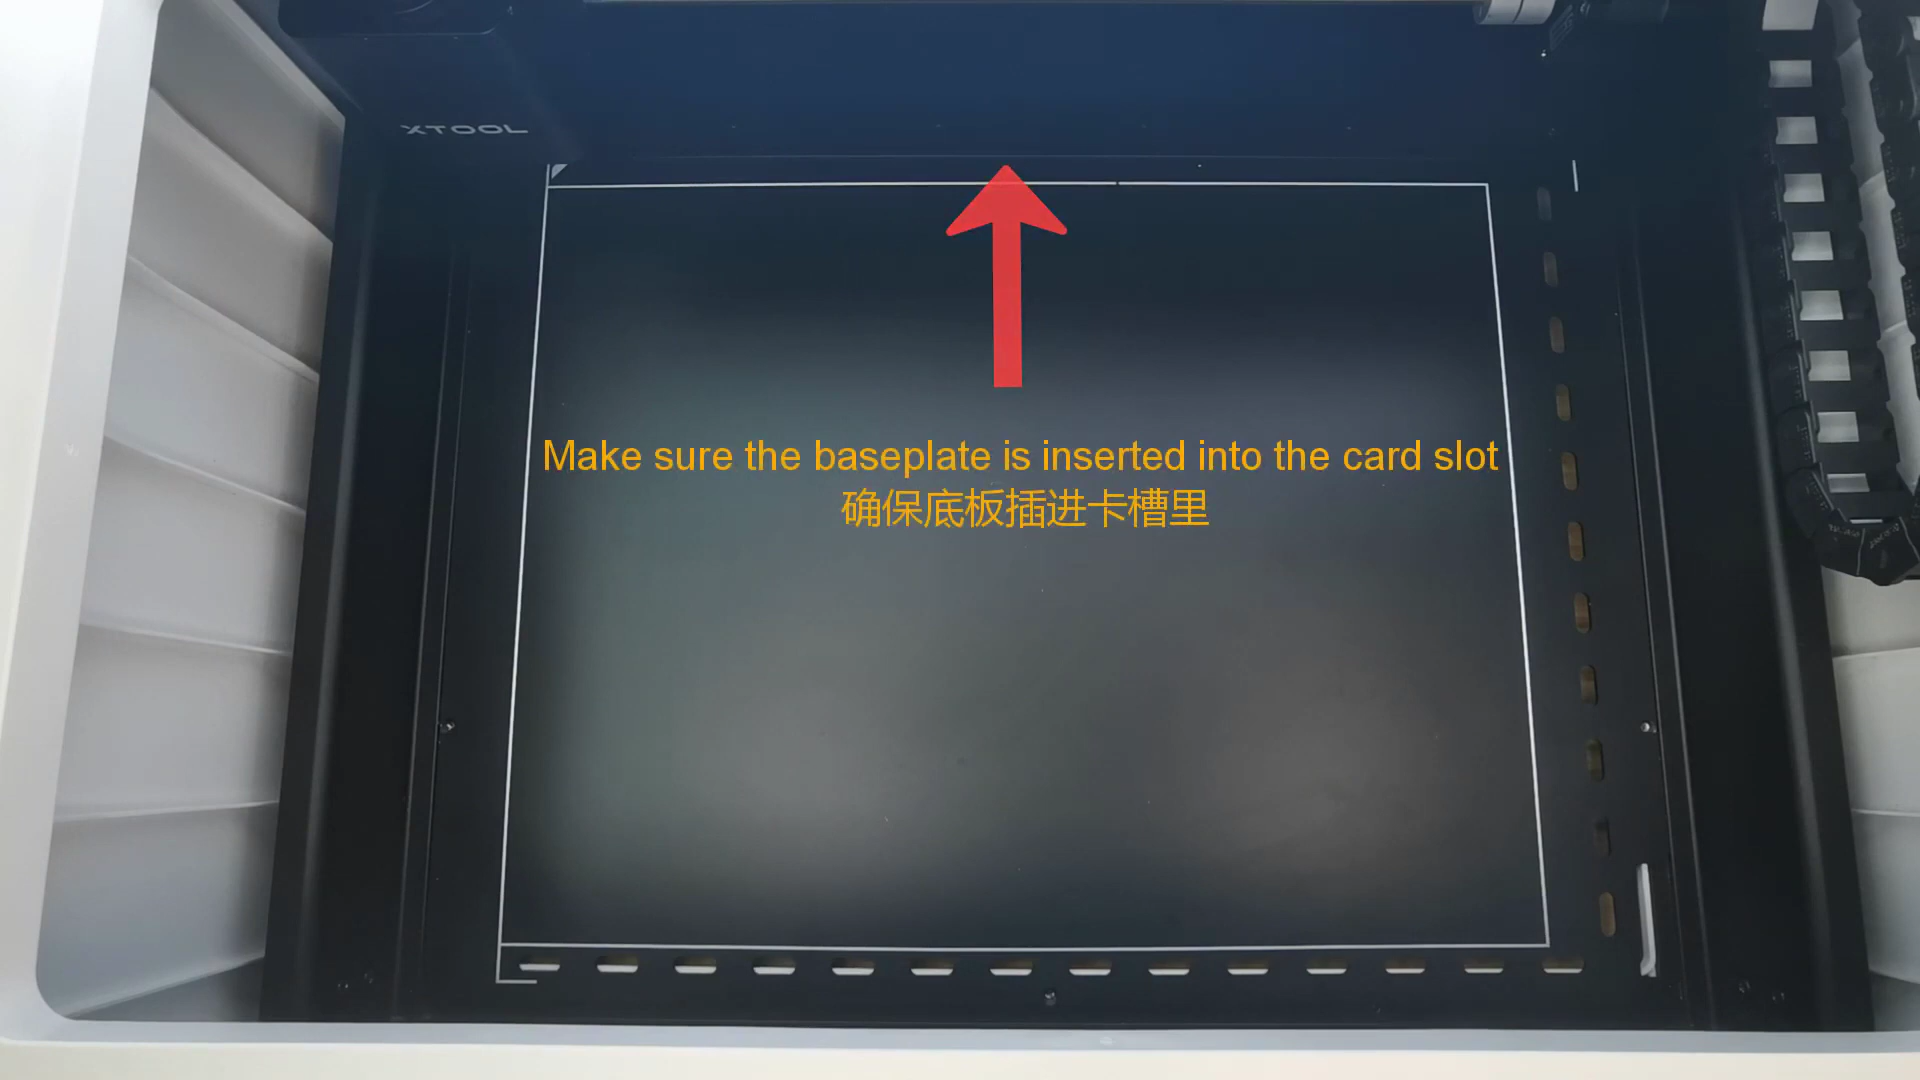 XTOOL
Make sure the baseplate is inserted into the card slot
确保底板插进卡槽里